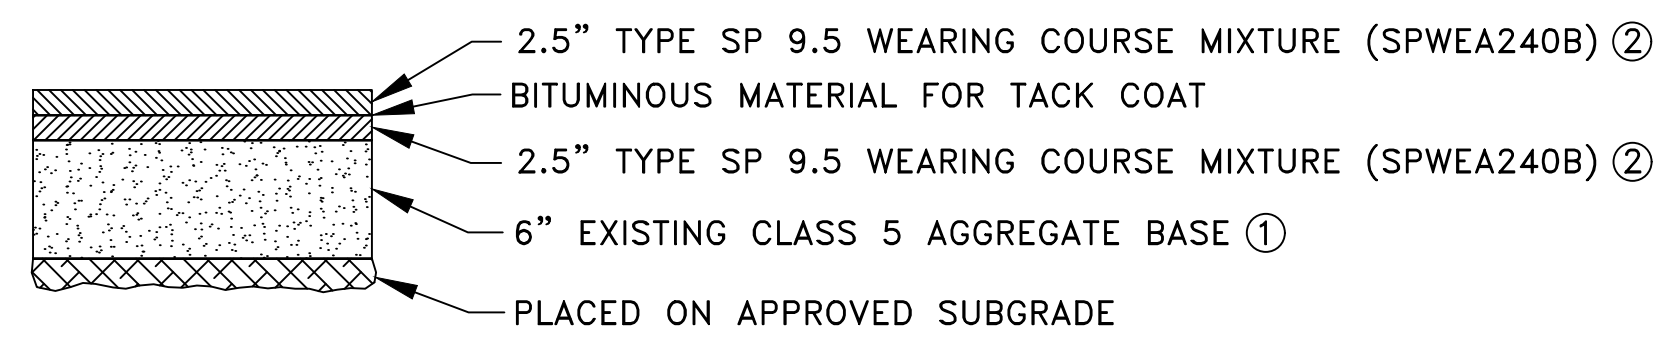 2.5" TYPE SP 9.5 WEARING COURSE MIXTURE (SPWEA240B) ②
BITUMINOUS MATERIAL FOR TACK COAT
2.5" TYPE SP 9.5 WEARING COURSE MIXTURE (SPWEA240B) ②
6" EXISTING CLASS 5 AGGREGATE BASE ①
PLACED ON APPROVED SUBGRADE